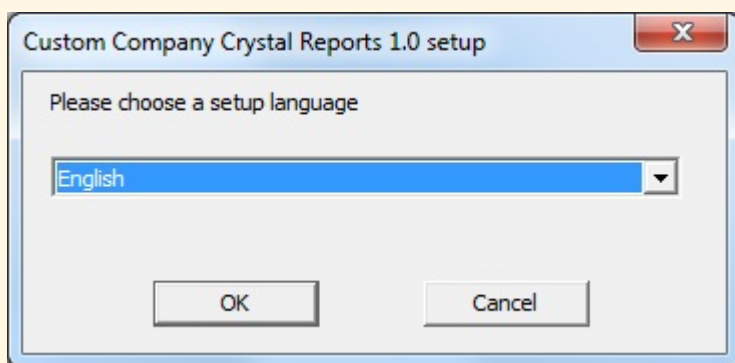 Custom Company Crystal Reports 1.0 setup
Please choose a setup language
English
OK
Cancel